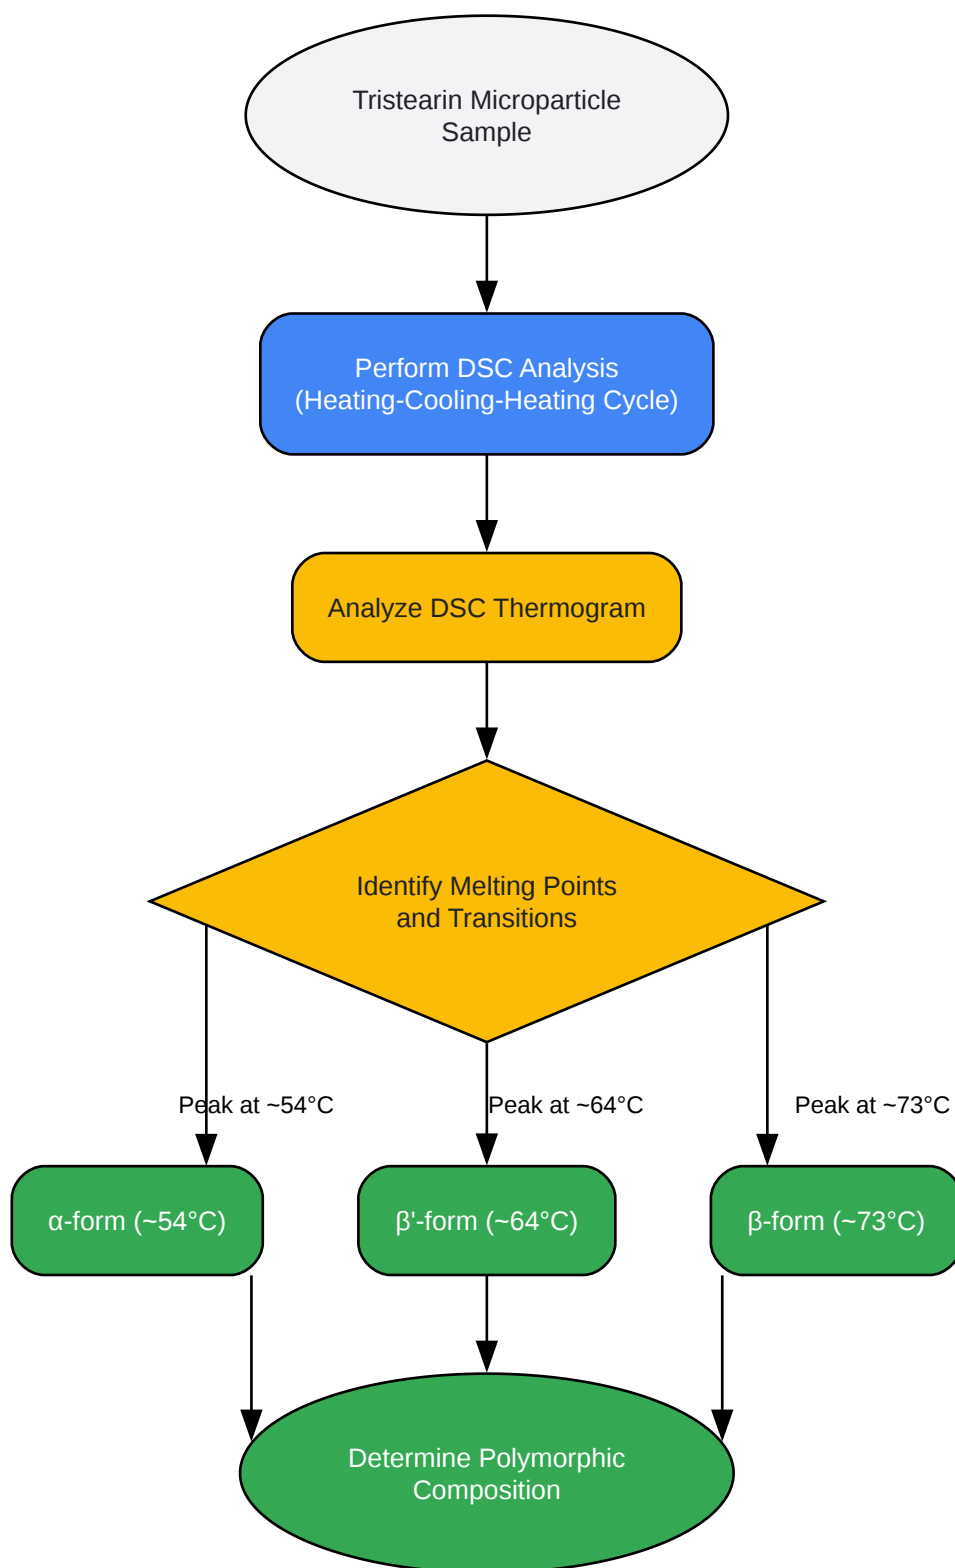 Tristearin Microparticle
Sample
Perform DSC Analysis
(Heating-Cooling-Heating Cycle)
Analyze DSC Thermogram
Identify Melting Points
and Transitions
Peak at ~54°C
Peak at ~64°C
Peak at ~73°C
α-form (~54°C)
β'-form (~64°C)
β-form (~73°C)
Determine Polymorphic
Composition